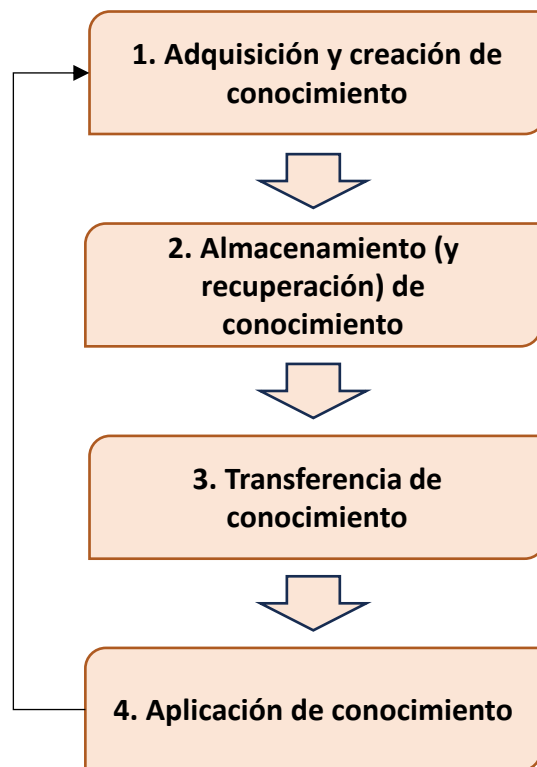 1. Adquisición y creación de
conocimiento
2. Almacenamiento (y
recuperación) de
conocimiento
3. Transferencia de
conocimiento
4. Aplicación de conocimiento